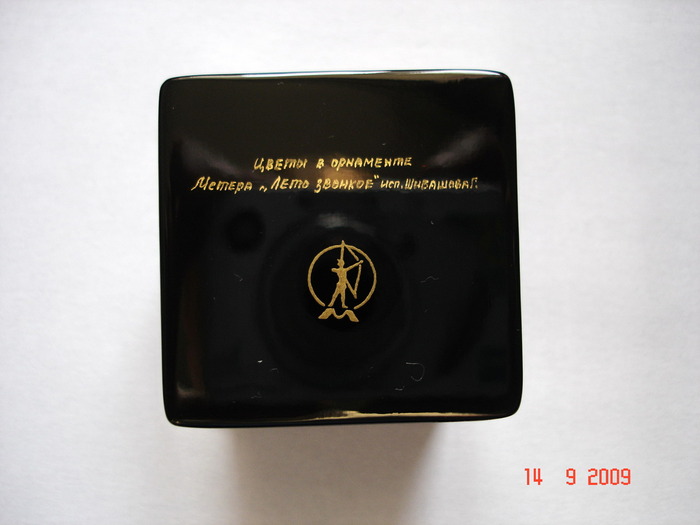 Цветы в орнаменте
Мстера „Лето звонкое" исп. Шивашова Г.
М
14 9 2009